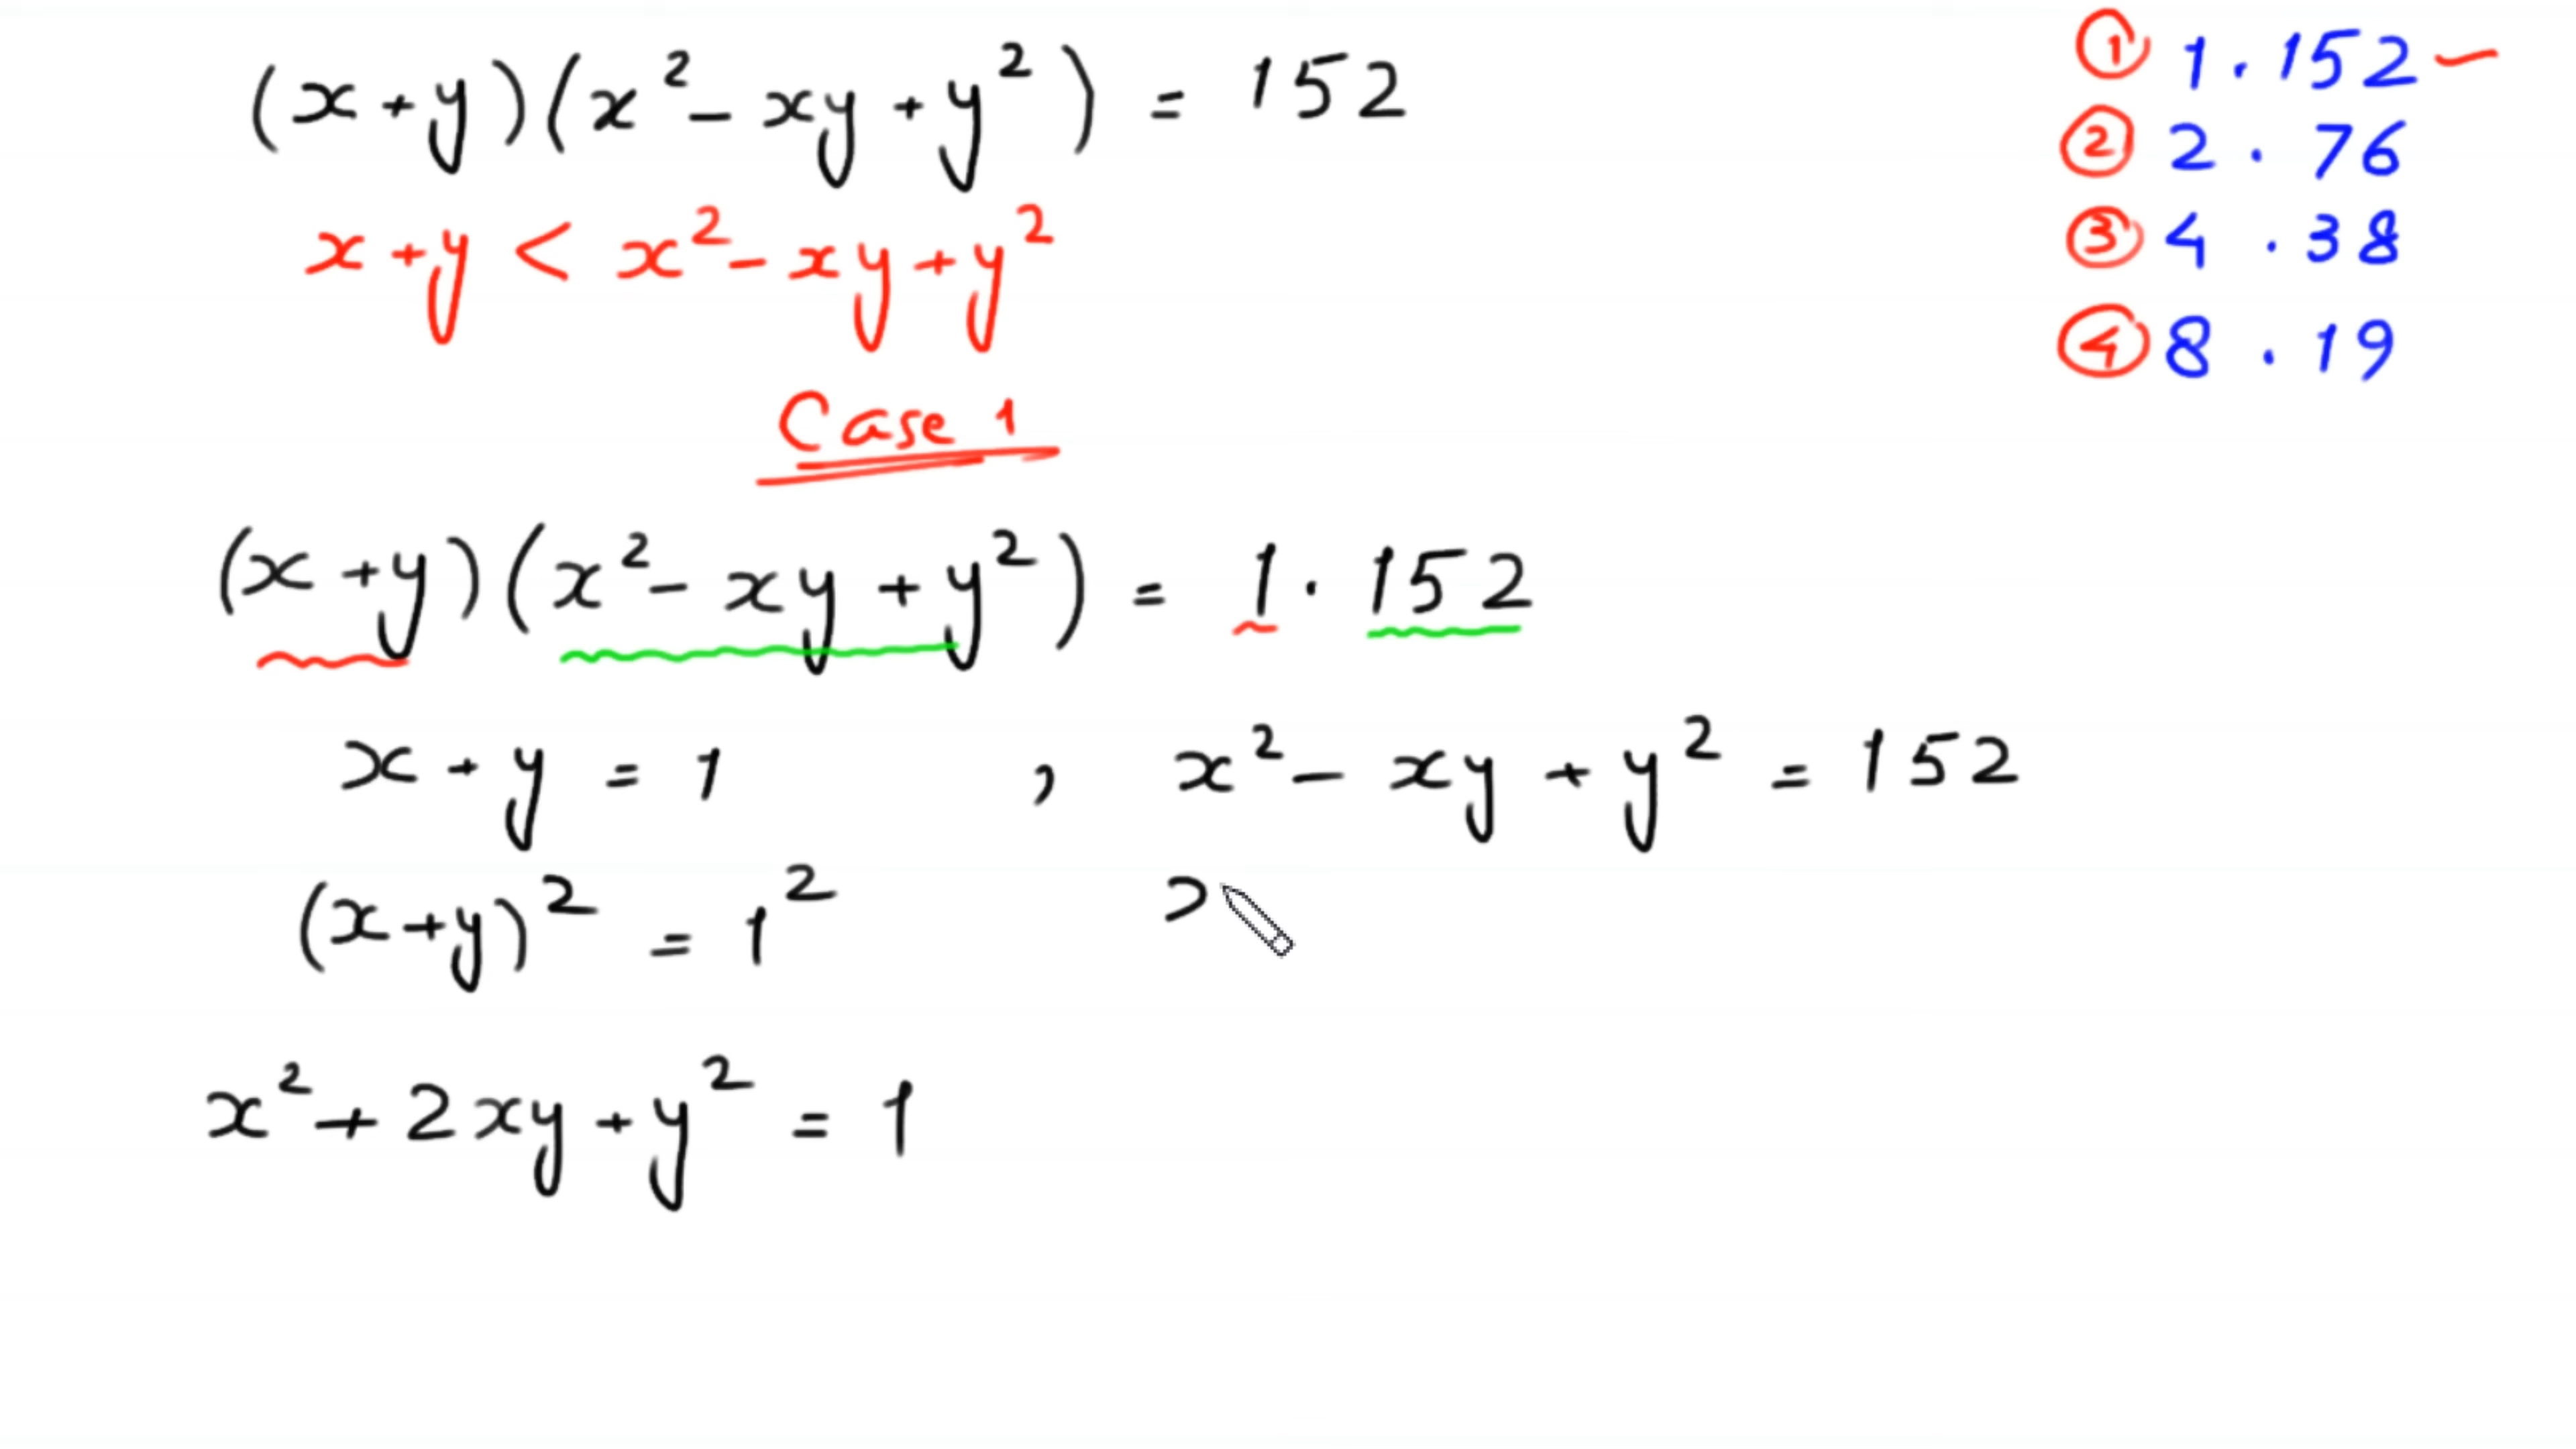 (x+y)(x²-xy+y²) = 152
x+y < x²-xy+y²
① 1·152
② 2·76
③ 4·38
④ 8·19
Case 1
(x+y)(x²-xy+y²) = 1·152
x+y = 1 , x²-xy+y² = 152
(x+y)² = 1²
x²+2xy+y² = 1